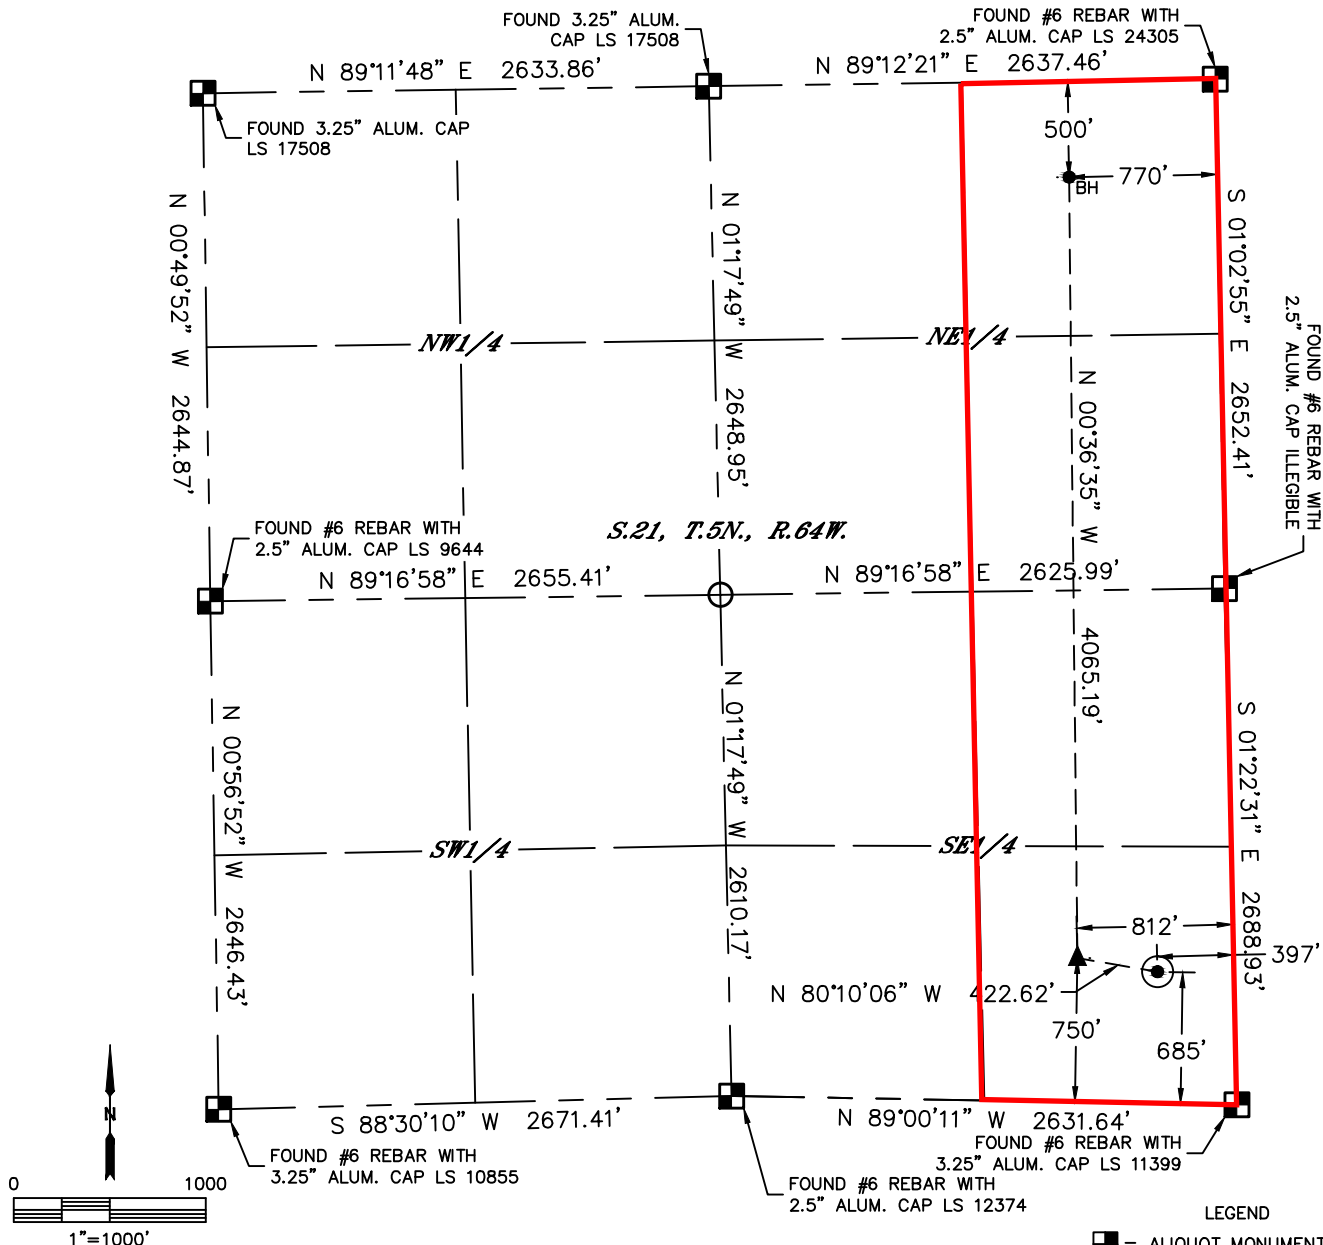 FOUND 3.25" ALUM.
CAP LS 17508
FOUND #6 REBAR WITH
2.5" ALUM. CAP LS 24305
N 89°11'48" E 2633.86'
N 89°12'21" E 2637.46'
FOUND 3.25" ALUM. CAP
LS 17508
500'
770'
BH
N 00°49'52" W 2644.87'
N 01°17'49" W 2648.95'
S 01°02'55" E 2652.41'
FOUND #6 REBAR WITH
2.5" ALUM. CAP ILLEGIBLE
NW1/4
NE1/4
N 00°36'35" W 4065.19'
FOUND #6 REBAR WITH
2.5" ALUM. CAP LS 9644
S.21, T.5N., R.64W.
N 89°16'58" E 2655.41'
N 89°16'58" E 2625.99'
N 00°56'52" W 2646.43'
N 01°17'49" W 2610.17'
S 01°22'31" E 2688.93'
SW1/4
SE1/4
812'
397'
N 80°10'06" W 422.62'
750'
685'
N
S 88°30'10" W 2671.41'
N 89°00'11" W 2631.64'
FOUND #6 REBAR WITH
3.25" ALUM. CAP LS 10855
FOUND #6 REBAR WITH
3.25" ALUM. CAP LS 11399
FOUND #6 REBAR WITH
2.5" ALUM. CAP LS 12374
0 1000
1"=1000'
LEGEND
= ALIQUOT MONUMENT